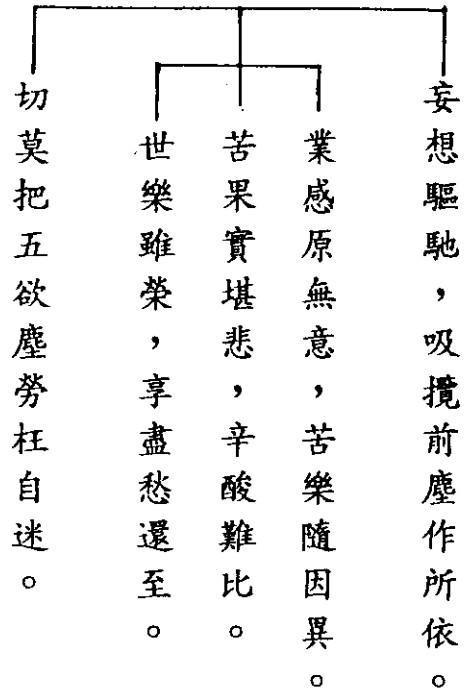 妄想驅馳，吸攬前塵作所依。
業感原無意，苦樂隨因異。
苦果實堪悲，辛酸難比。
世樂雖榮，享盡愁還至。
切莫把五欲塵勞枉自迷。